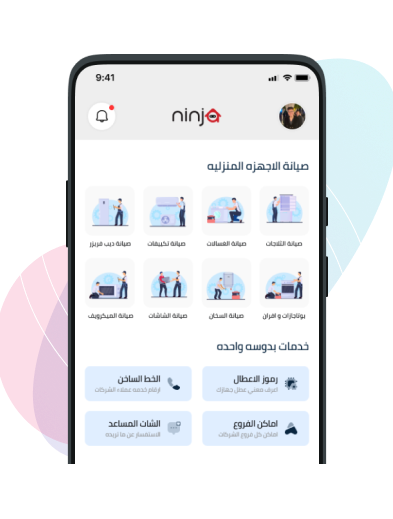 9:41
ninja
صيانة الاجهزه المنزليه
صيانة الثلاجات
صيانة الغسالات
صيانة تكييفات
صيانة ديب فريزر
بوتاجازات و افران
صيانة السخان
صيانة الشاشات
صيانة الميكرويف
خدمات بدوسه واحده
رموز الاعطال
اعرف معني عطل جهازك
الخط الساخن
ارقام خدمه عملاء الشركات
اماكن الفروع
اماكن كل فروع الشركات
الشات المساعد
الاستفسار عن ما تريده